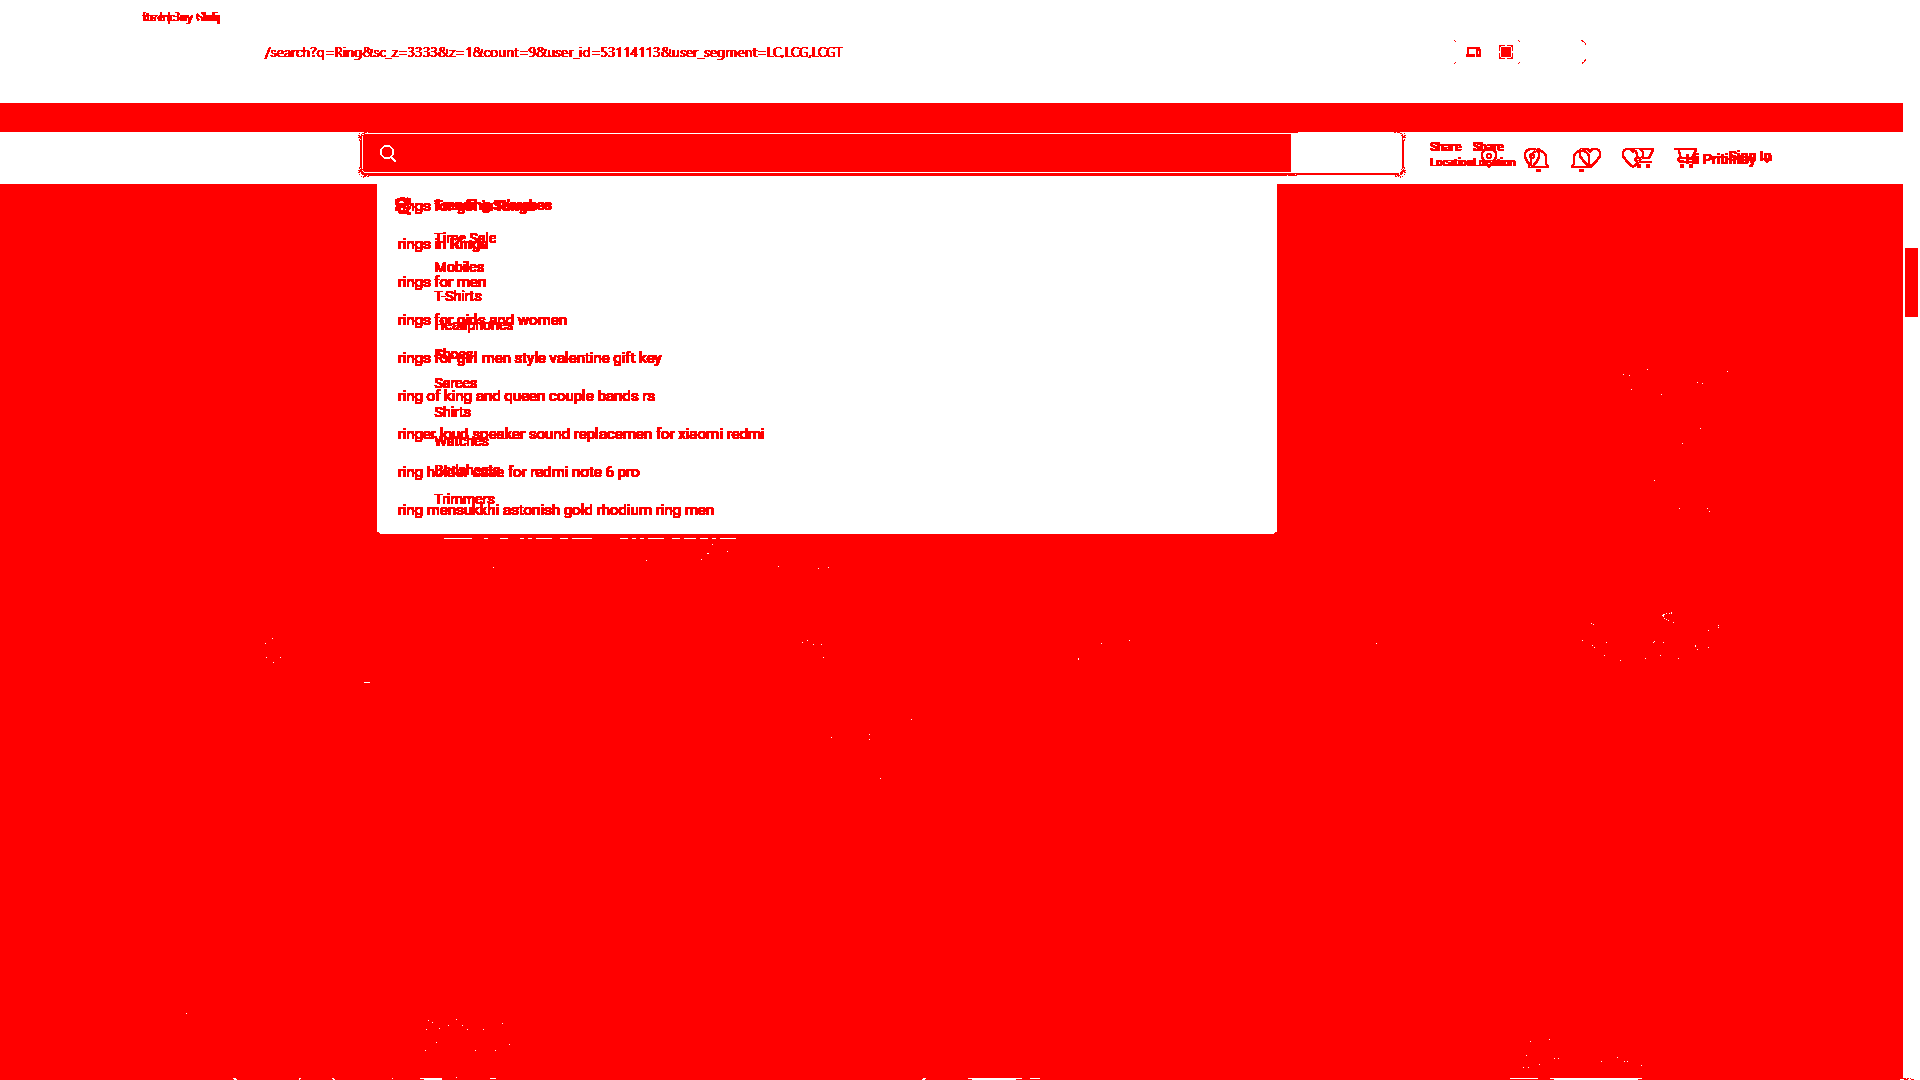 /search?q=Ring&sc_z=3333&z=1&count=9&user_id=53114113&user_segment=LC,LCG,LCGT
Share Share
Location Location
Hi Sign In
rings for Searches
Time Sale
rings in Rings
Mobiles
rings for men
T-Shirts
rings for girls and women
Headphones
Shoes
rings for girl men style valentine gift key
Sarees
ring of king and queen couple bands rs
Shirts
ringer loud speaker sound replacemen for xiaomi redmi
Watches
ring holder case for redmi note 6 pro
Trimmers
ring mensukkhi astonish gold rhodium ring men